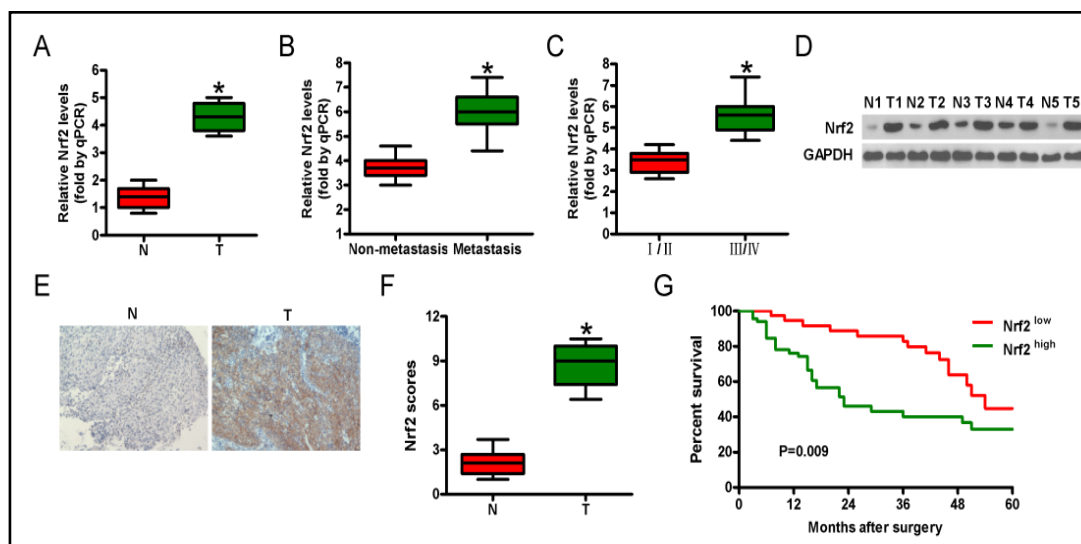 A
Relative Nrf2 levels
(fold by qPCR)
6
5
4
3
2
1
0
*
N
T
B
Relative Nrf2 levels
(fold by qPCR)
8
7
6
5
4
3
2
1
*
Non-metastasis
Metastasis
C
Relative Nrf2 levels
(fold by qPCR)
8
7
6
5
4
3
2
1
0
*
Ⅰ/Ⅱ
Ⅲ/Ⅳ
D
N1 T1 N2 T2 N3 T3 N4 T4 N5 T5
Nrf2
GAPDH
E
N
T
F
Nrf2 scores
12
9
6
3
0
*
N
T
G
Percent survival
100
80
60
40
20
0
Nrf2 low
Nrf2 high
P=0.009
0 12 24 36 48 60
Months after surgery